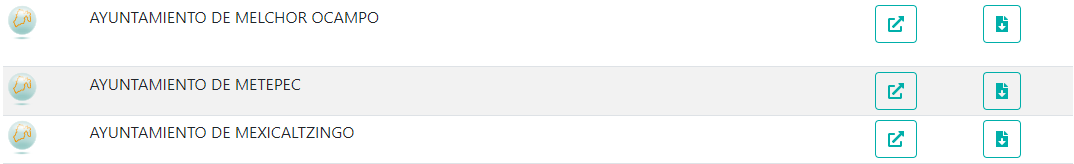 AYUNTAMIENTO DE MELCHOR OCAMPO
AYUNTAMIENTO DE METEPEC
AYUNTAMIENTO DE MEXICALTZINGO